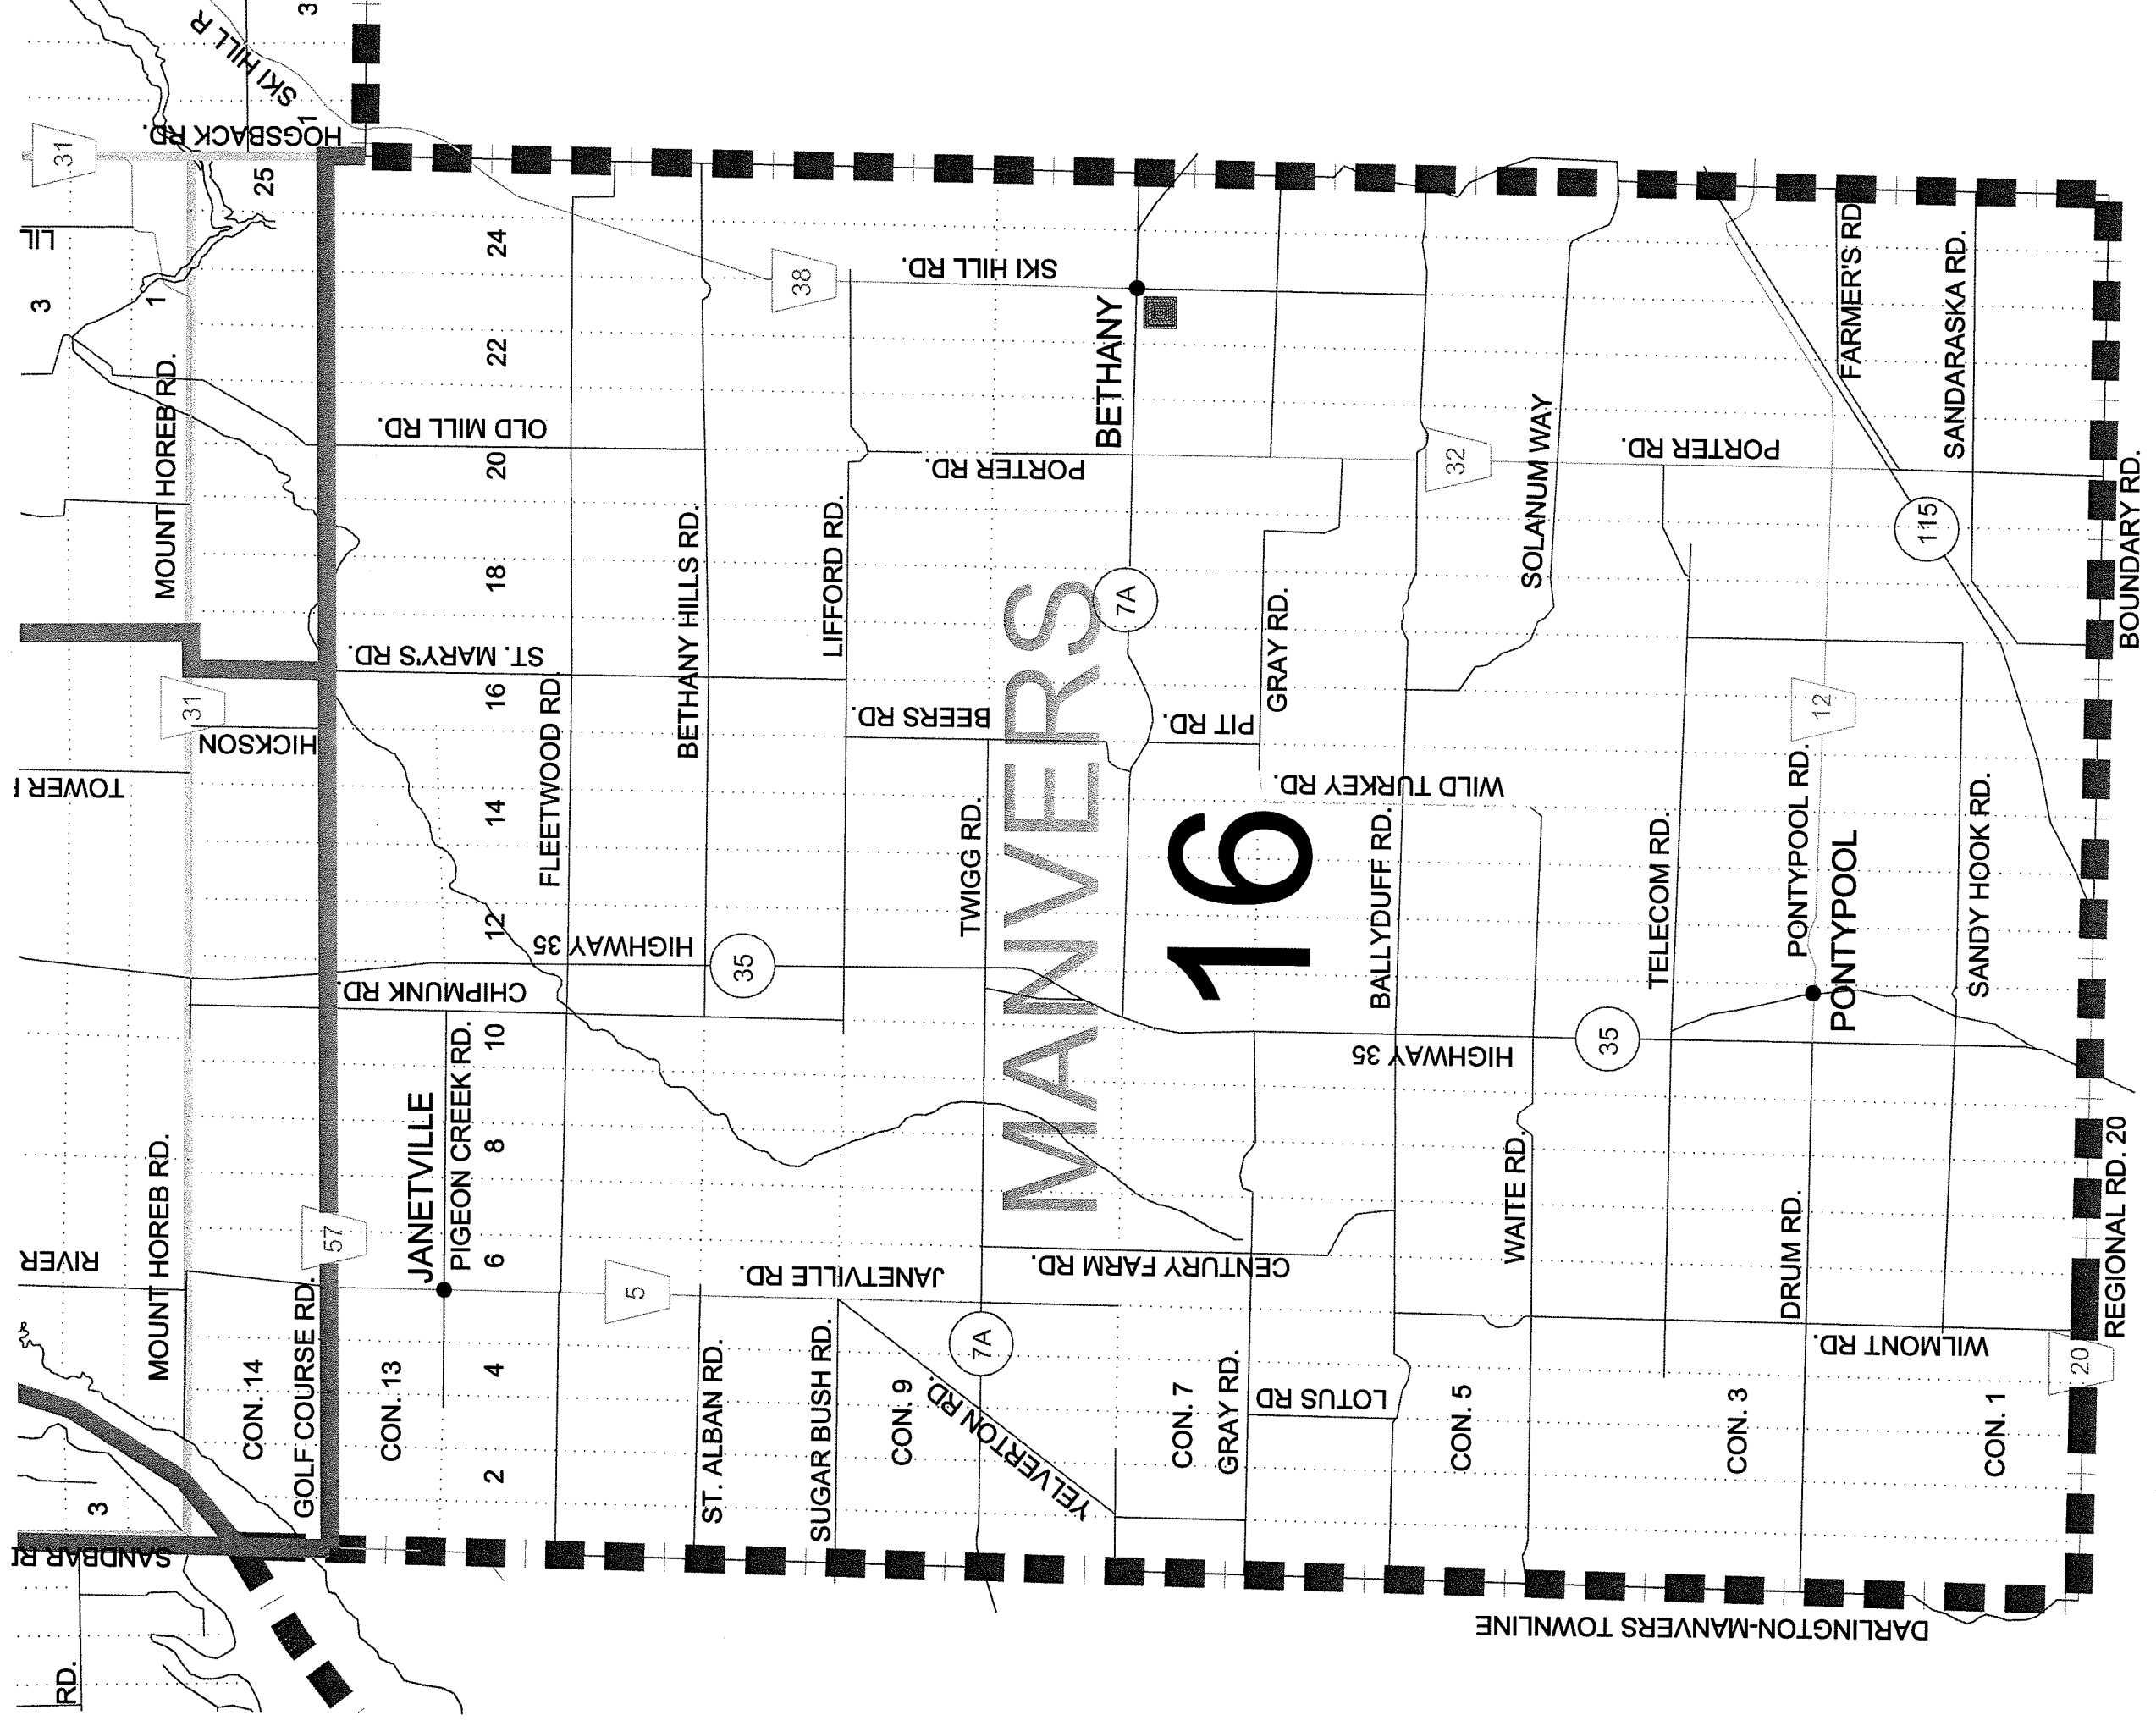 3
SKI HILL R
HOGSBACK RD.
31
1
25
LIL
3
1
MOUNT HOREB RD.
24
38
SKI HILL RD.
BETHANY
22
OLD MILL RD.
20
PORTER RD.
32
SOLANUM WAY
PORTER RD.
FARMER'S RD
SANDARASKA RD.
115
BOUNDARY RD.
18
BETHANY HILLS RD.
LIFFORD RD.
ST. MARY'S RD.
16
FLEETWOOD RD.
31
HICKSON
TOWER
14
BEERS RD.
7A
PIT RD.
GRAY RD.
WILD TURKEY RD.
TWIGG RD.
MANVERS
16
BALLYDUFF RD.
TELECOM RD.
12
PONTYPOOL RD.
PONTYPOOL
SANDY HOOK RD.
12
HIGHWAY 35
35
CHIPMUNK RD.
10
HIGHWAY 35
35
JANETVILLE
PIGEON CREEK RD.
8
6
RIVER
MOUNT HOREB RD.
57
GOLF COURSE RD.
5
JANETVILLE RD.
CENTURY FARM RD.
WAITE RD.
DRUM RD.
WILMONT RD.
REGIONAL RD. 20
20
CON. 14
CON. 13
4
2
ST. ALBAN RD.
SUGAR BUSH RD.
CON. 9
YELVERTON RD.
7A
CON. 7
GRAY RD.
LOTUS RD
CON. 5
CON. 3
CON. 1
3
SANDBAR
RD.
DARLINGTON-MANVERS TOWNLINE